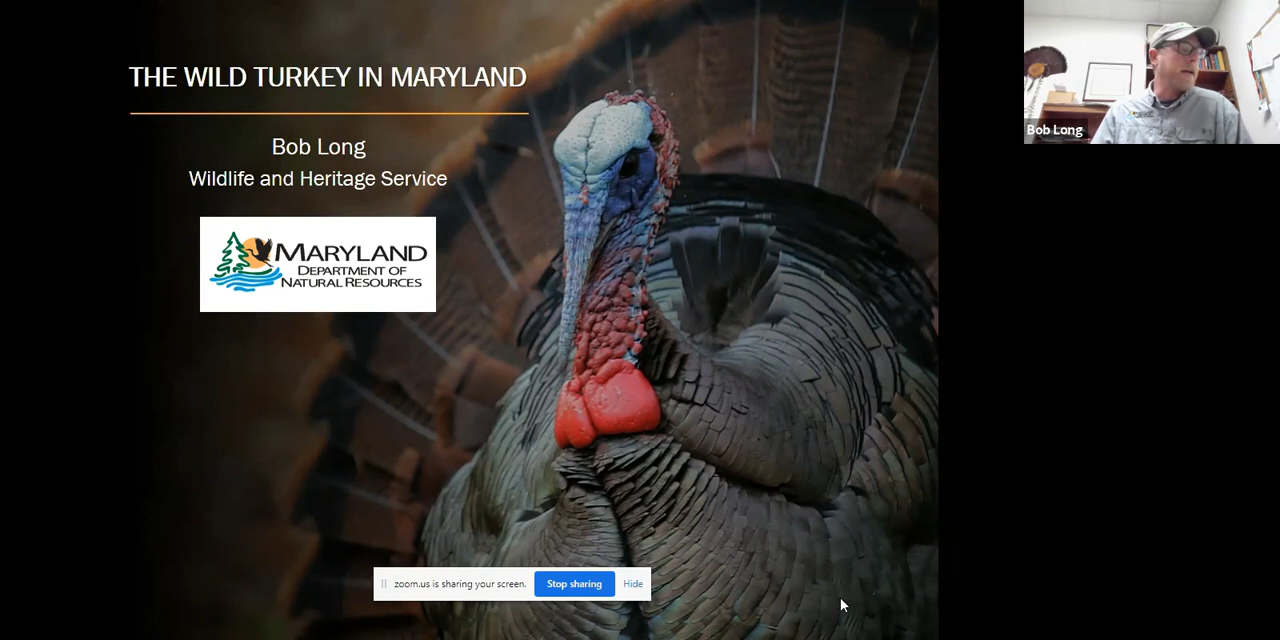 THE WILD TURKEY IN MARYLAND
Bob Long
Wildlife and Heritage Service
MARYLAND
DEPARTMENT OF
NATURAL RESOURCES
Bob Long
zoom.us is sharing your screen.
Stop sharing
Hide